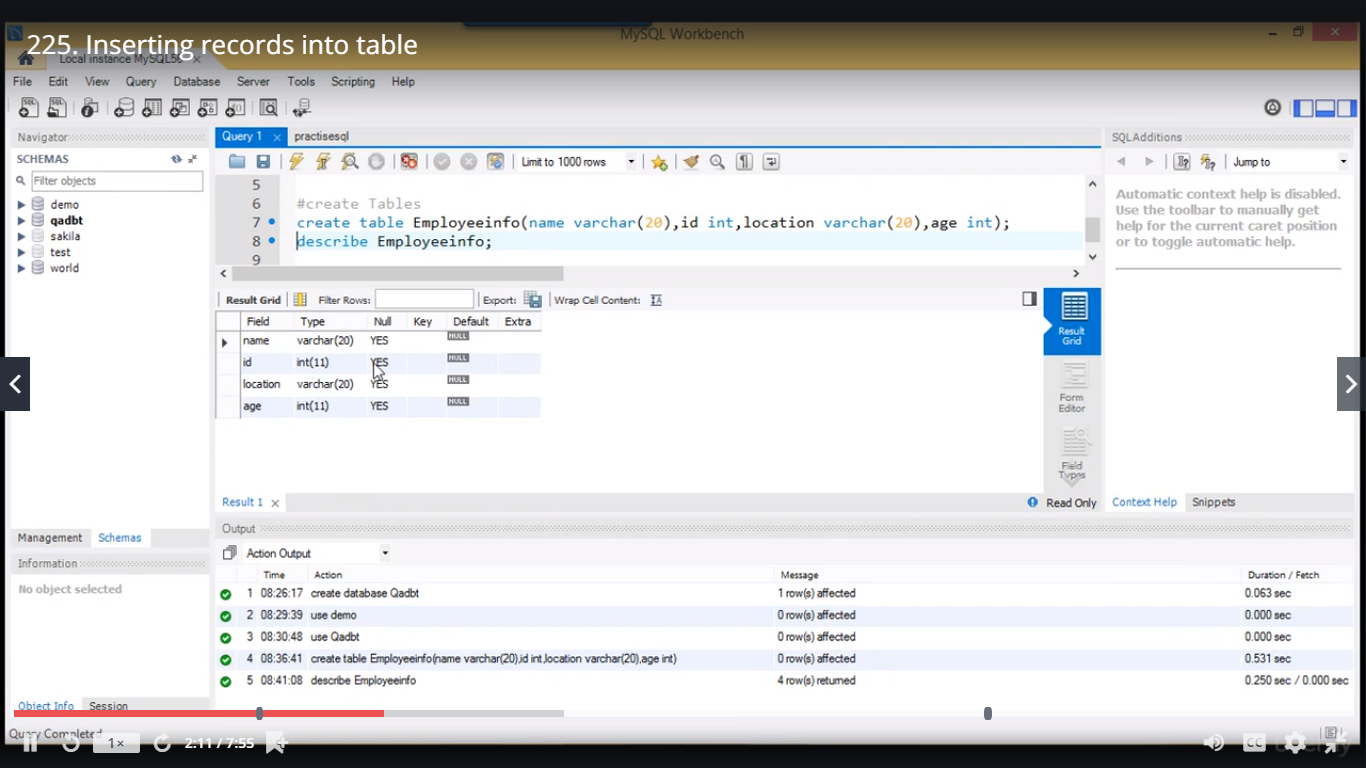 225. Inserting records into table
MySQL Workbench
Local instance MySQL56
File Edit View Query Database Server Tools Scripting Help
Navigator
SCHEMAS
Filter objects
demo
qadbt
sakila
test
world
Management Schemas
Information
No object selected
Object Info Session
Query 1 practisesql
Limit to 1000 rows
5
6 #create Tables
7 create table Employeeinfo(name varchar(20),id int,location varchar(20),age int);
8 describe Employeeinfo;
9
Result Grid Filter Rows: Export: Wrap Cell Content:
Field Type Null Key Default Extra
name varchar(20) YES NULL
id int(11) YES NULL
location varchar(20) YES NULL
age int(11) YES NULL
Result Grid
Form Editor
Field Types
Result 1 Read Only
SQLAdditions
Jump to
Automatic context help is disabled.
Use the toolbar to manually get
help for the current caret position
or to toggle automatic help.
Context Help Snippets
Output
Action Output
Time Action Message Duration / Fetch
1 08:26:17 create database Qadbt 1 row(s) affected 0.063 sec
2 08:29:39 use demo 0 row(s) affected 0.000 sec
3 08:30:48 use Qadbt 0 row(s) affected 0.000 sec
4 08:36:41 create table Employeeinfo(name varchar(20),id int,location varchar(20),age int) 0 row(s) affected 0.531 sec
5 08:41:08 describe Employeeinfo 4 row(s) returned 0.250 sec / 0.000 sec
Query Completed
1× 2:11 / 7:55 CC